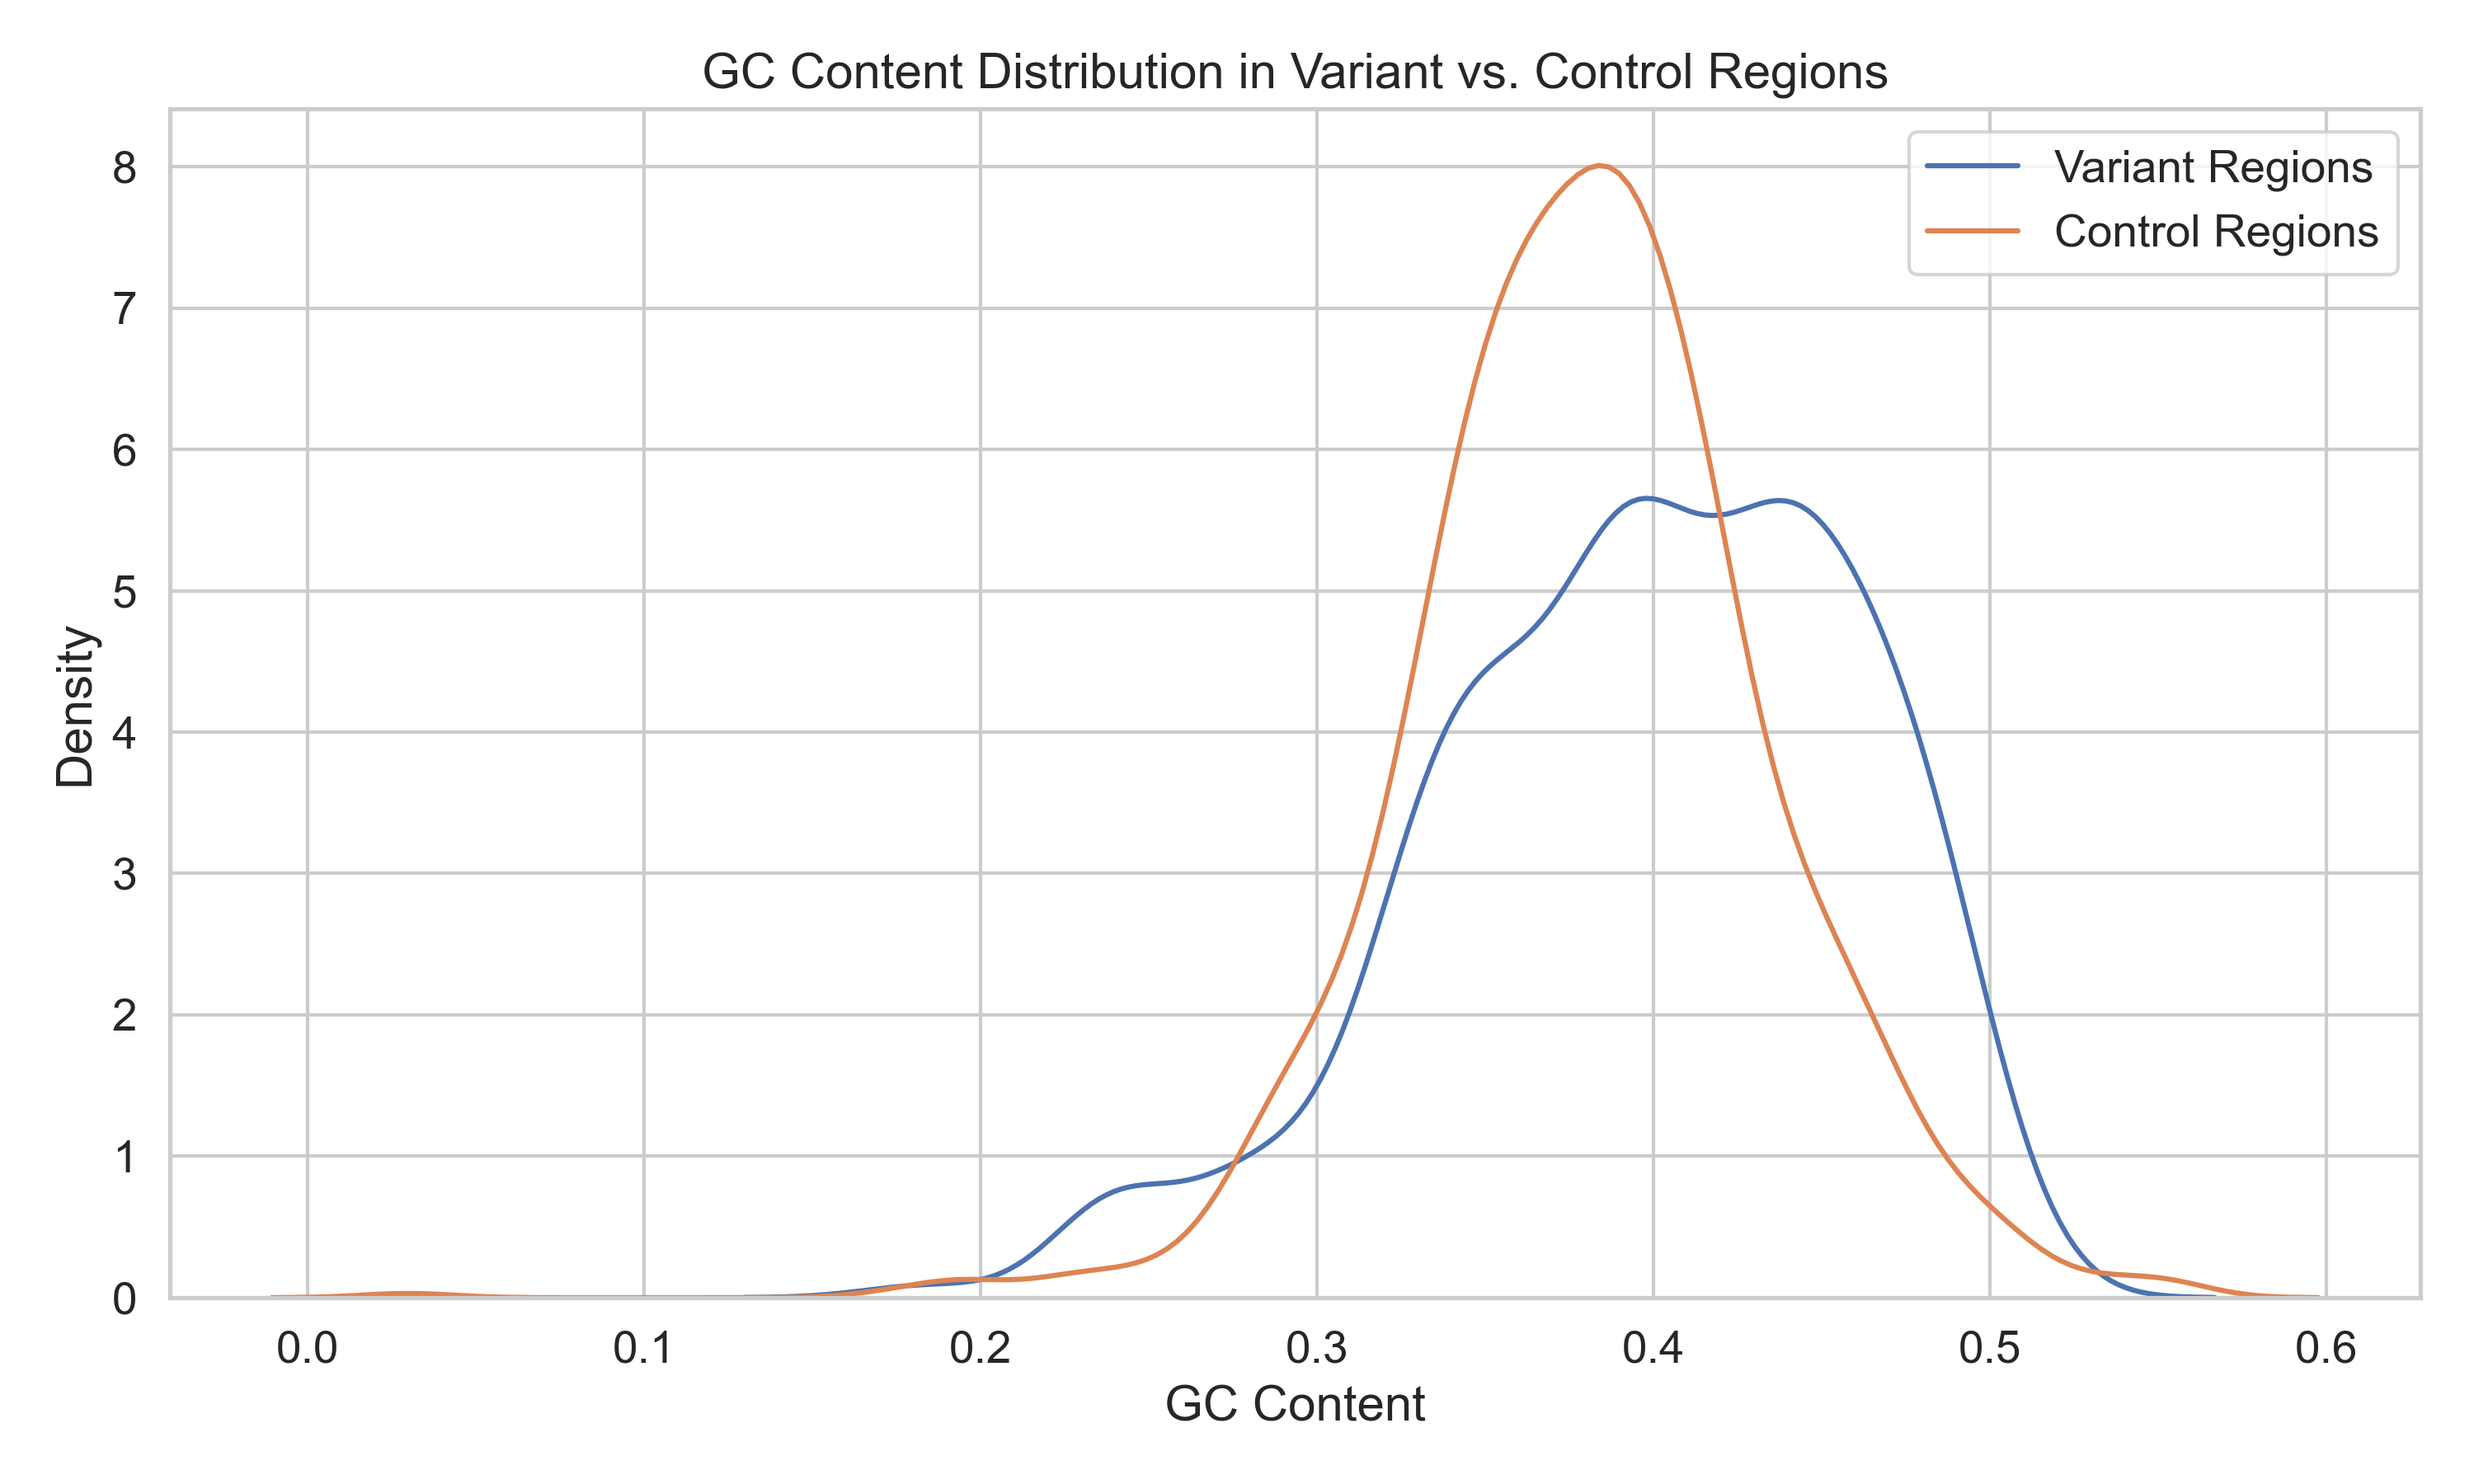 GC Content Distribution in Variant vs. Control Regions
Variant Regions
Control Regions
8
7
6
5
4
3
2
1
0
Density
0.0 0.1 0.2 0.3 0.4 0.5 0.6
GC Content